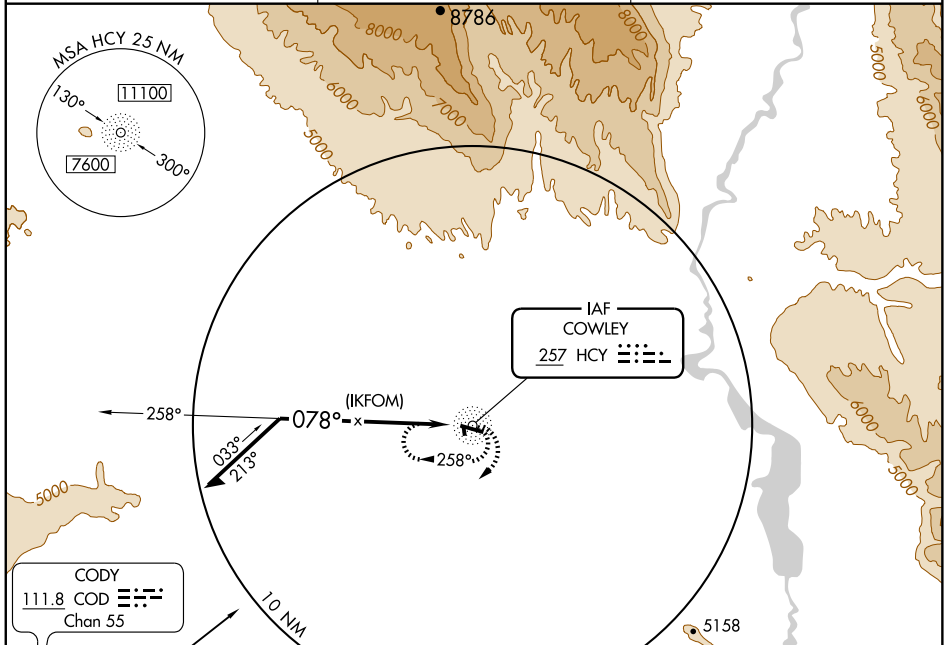 MSA HCY 25 NM
130°
11100
7600
300°
8786
8000
8000
7000
6000
5000
5000
6000
IAF
COWLEY
257 HCY
(IKFOM)
258°
078°
x
033°
213°
258°
6000
5000
5000
CODY
111.8 COD
Chan 55
10 NM
5158